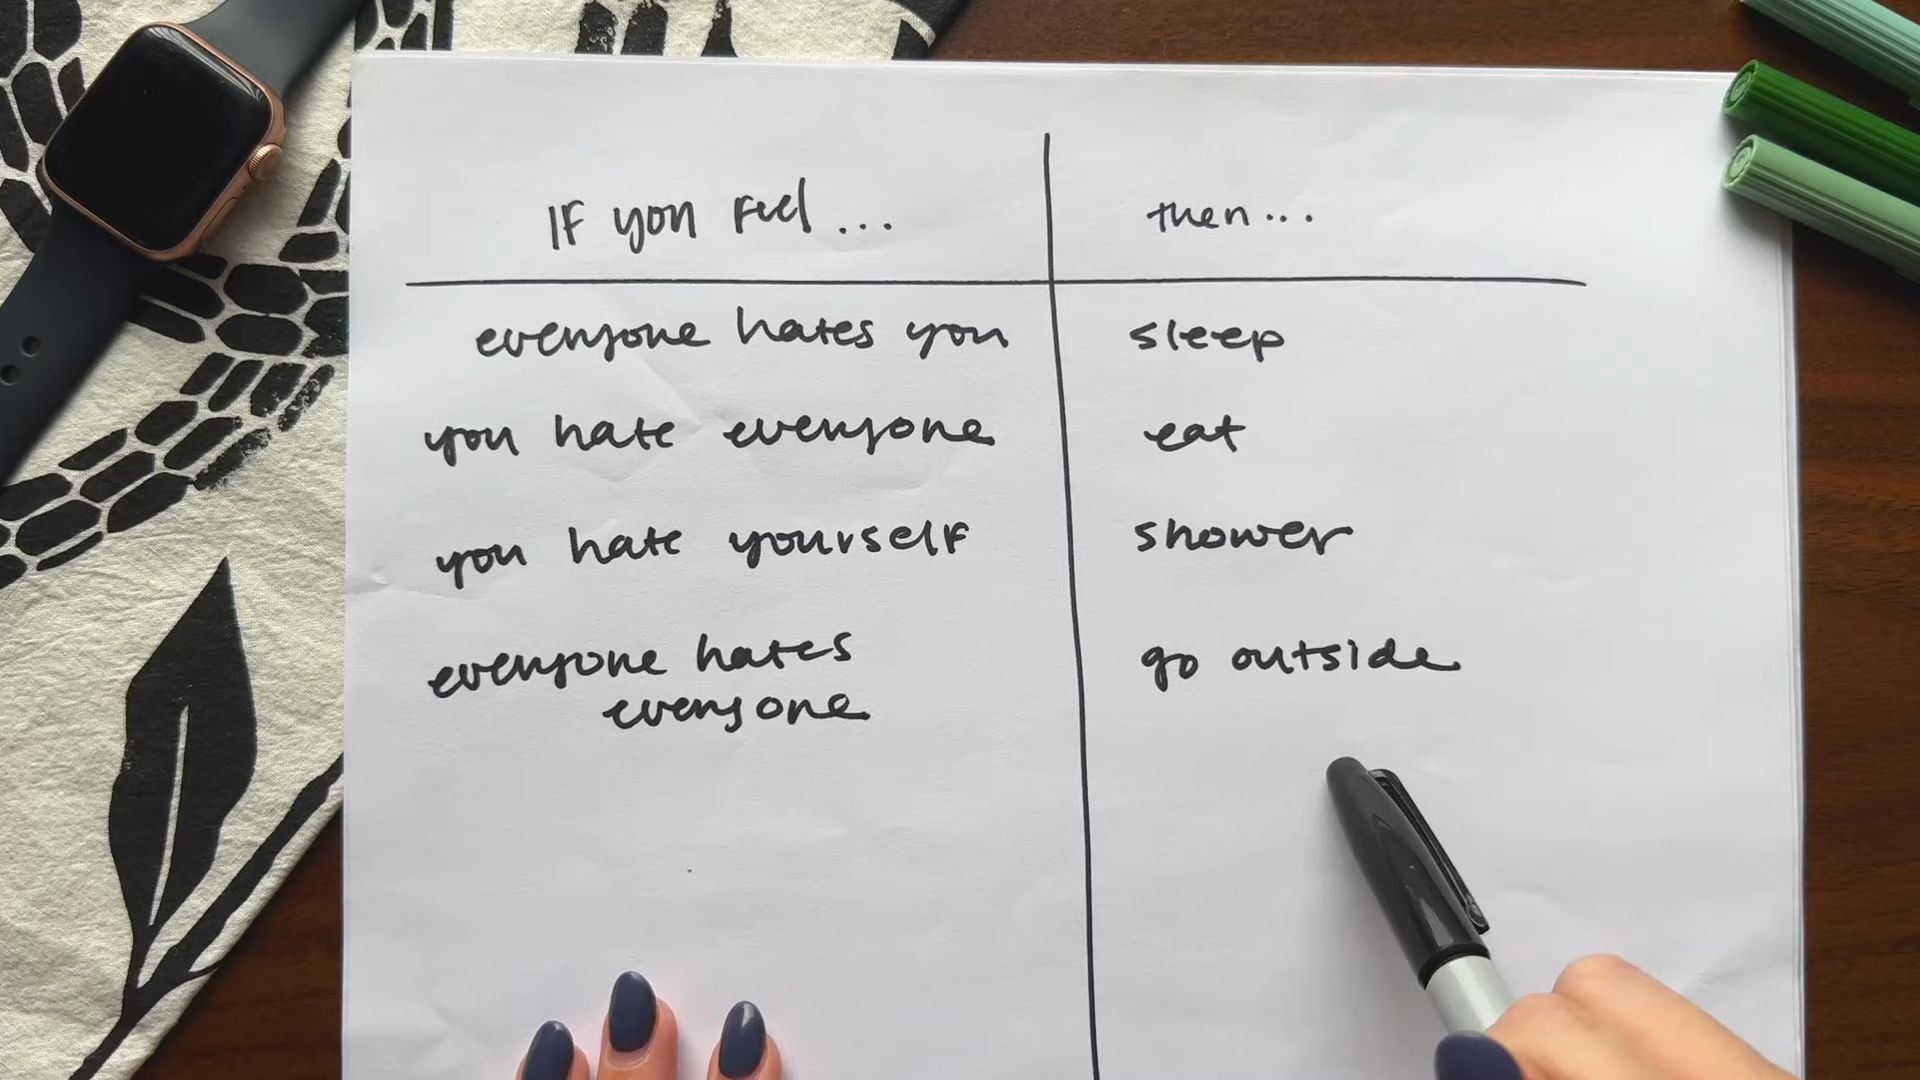 IF you Feel...
then...
everyone hates you
sleep
you hate everyone
eat
you hate yourself
shower
everyone hates
everyone
go outside